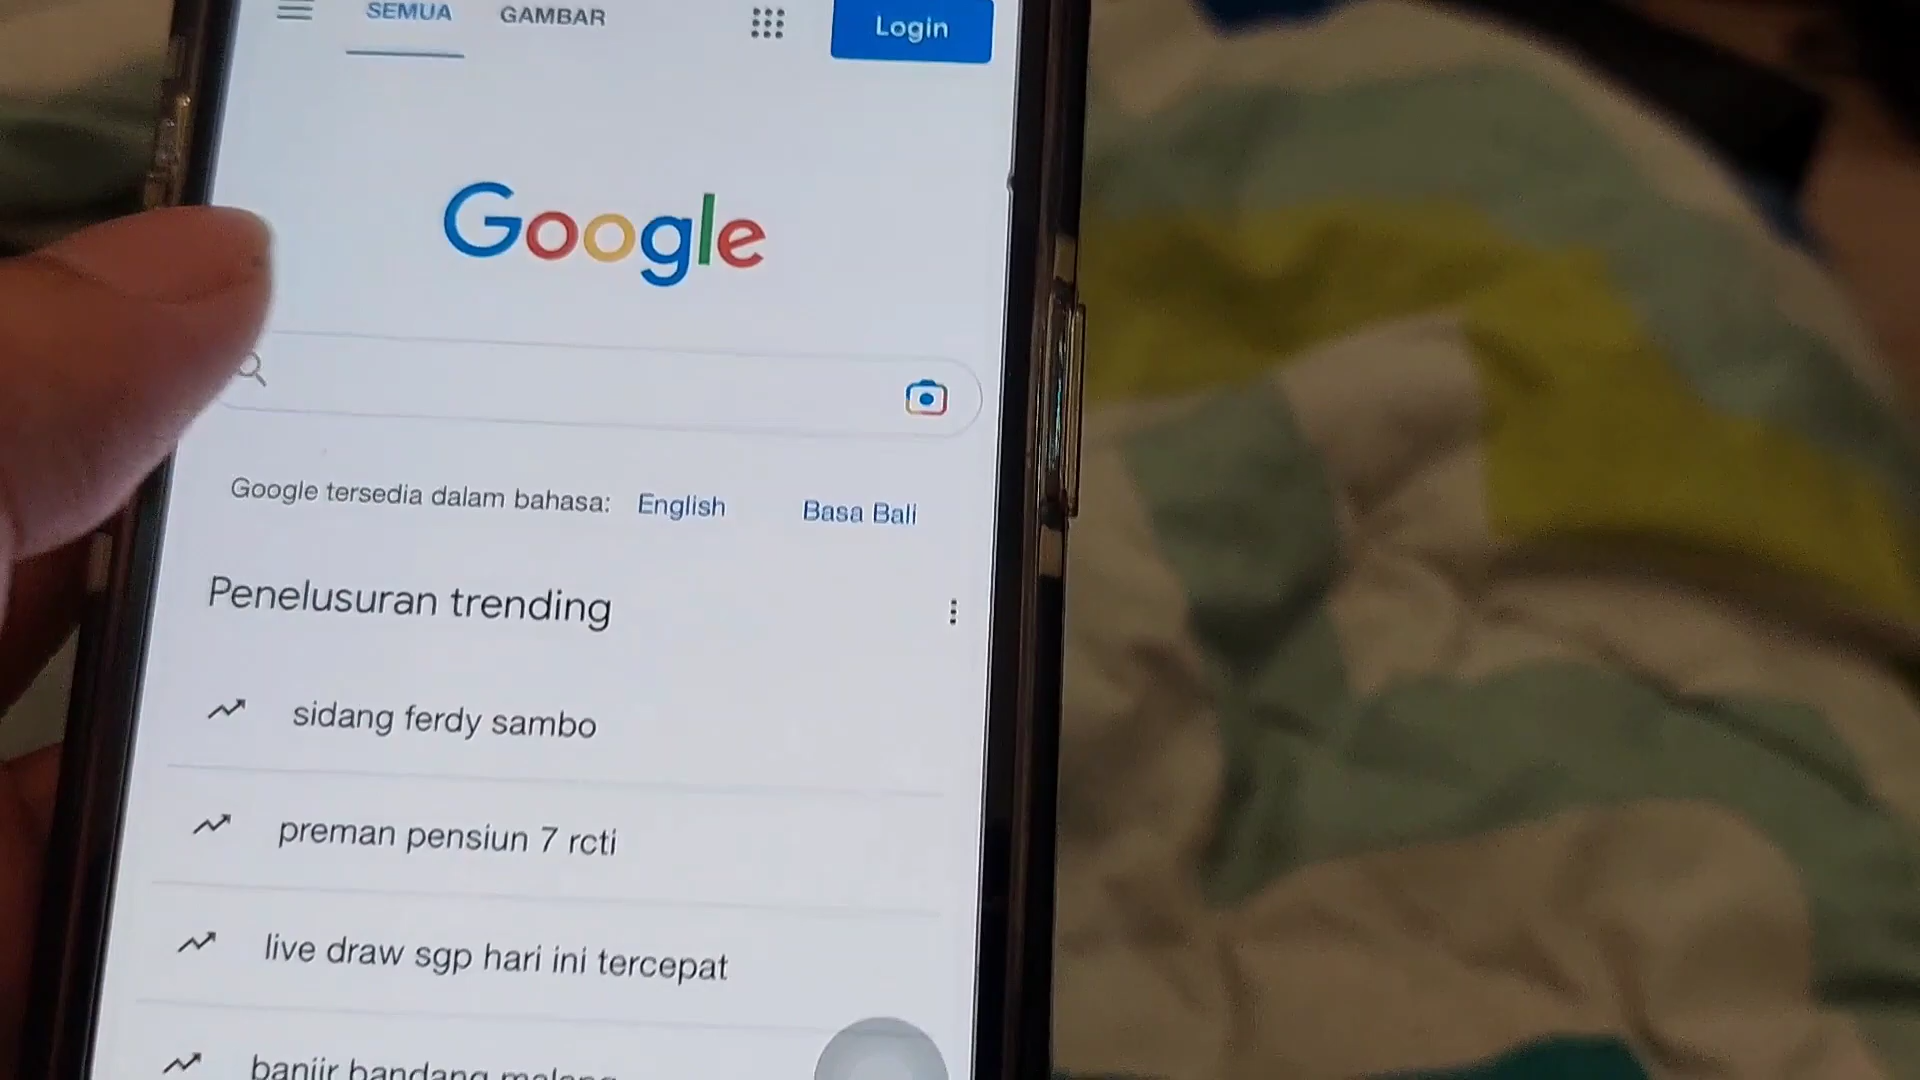 SEMUA GAMBAR Login
Google
Google tersedia dalam bahasa: English Basa Bali
Penelusuran trending
sidang ferdy sambo
preman pensiun 7 rcti
live draw sgp hari ini tercepat
banjir bandang